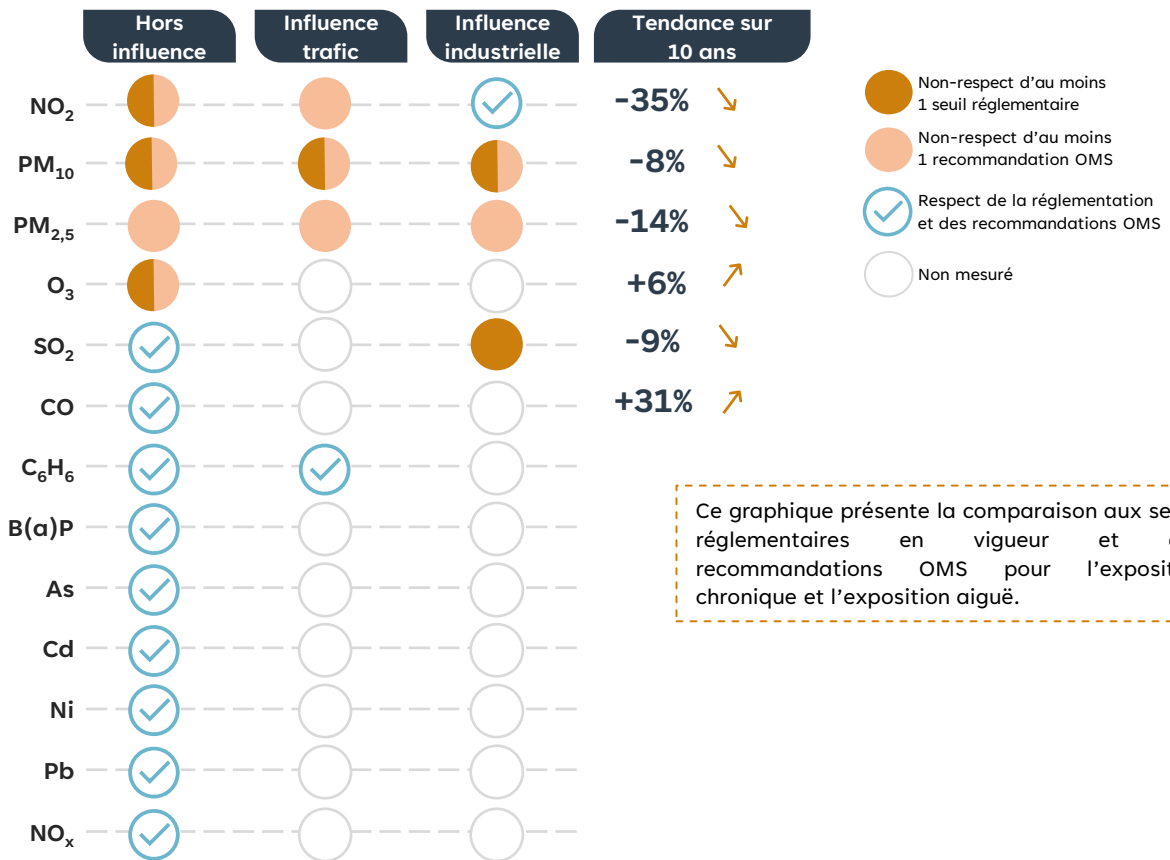 Hors
influence
Influence
trafic
Influence
industrielle
Tendance sur
10 ans
NO₂
-35%
PM₁₀
-8%
PM₂,₅
-14%
O₃
+6%
SO₂
-9%
CO
+31%
C₆H₆
B(a)P
As
Cd
Ni
Pb
NOₓ
Non-respect d'au moins
1 seuil réglementaire
Non-respect d'au moins
1 recommandation OMS
Respect de la réglementation
et des recommandations OMS
Non mesuré
Ce graphique présente la comparaison aux
réglementaires en vigueur et
recommandations OMS pour
chronique et l'exposition aiguë.